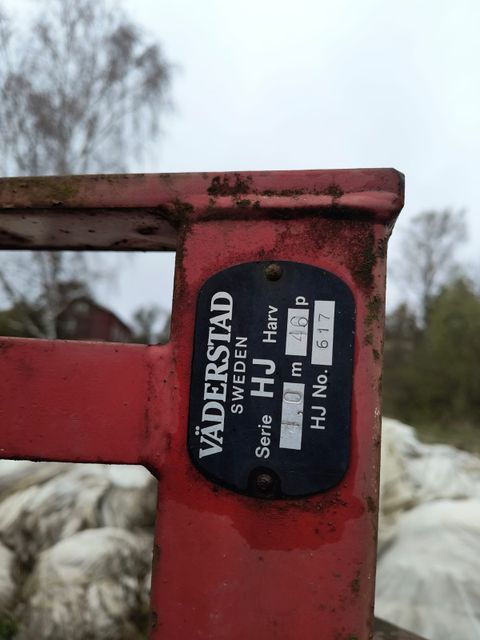 VÄDERSTAD
SWEDEN
Serie HJ Harv
4,0 m 46 p
HJ No. 617